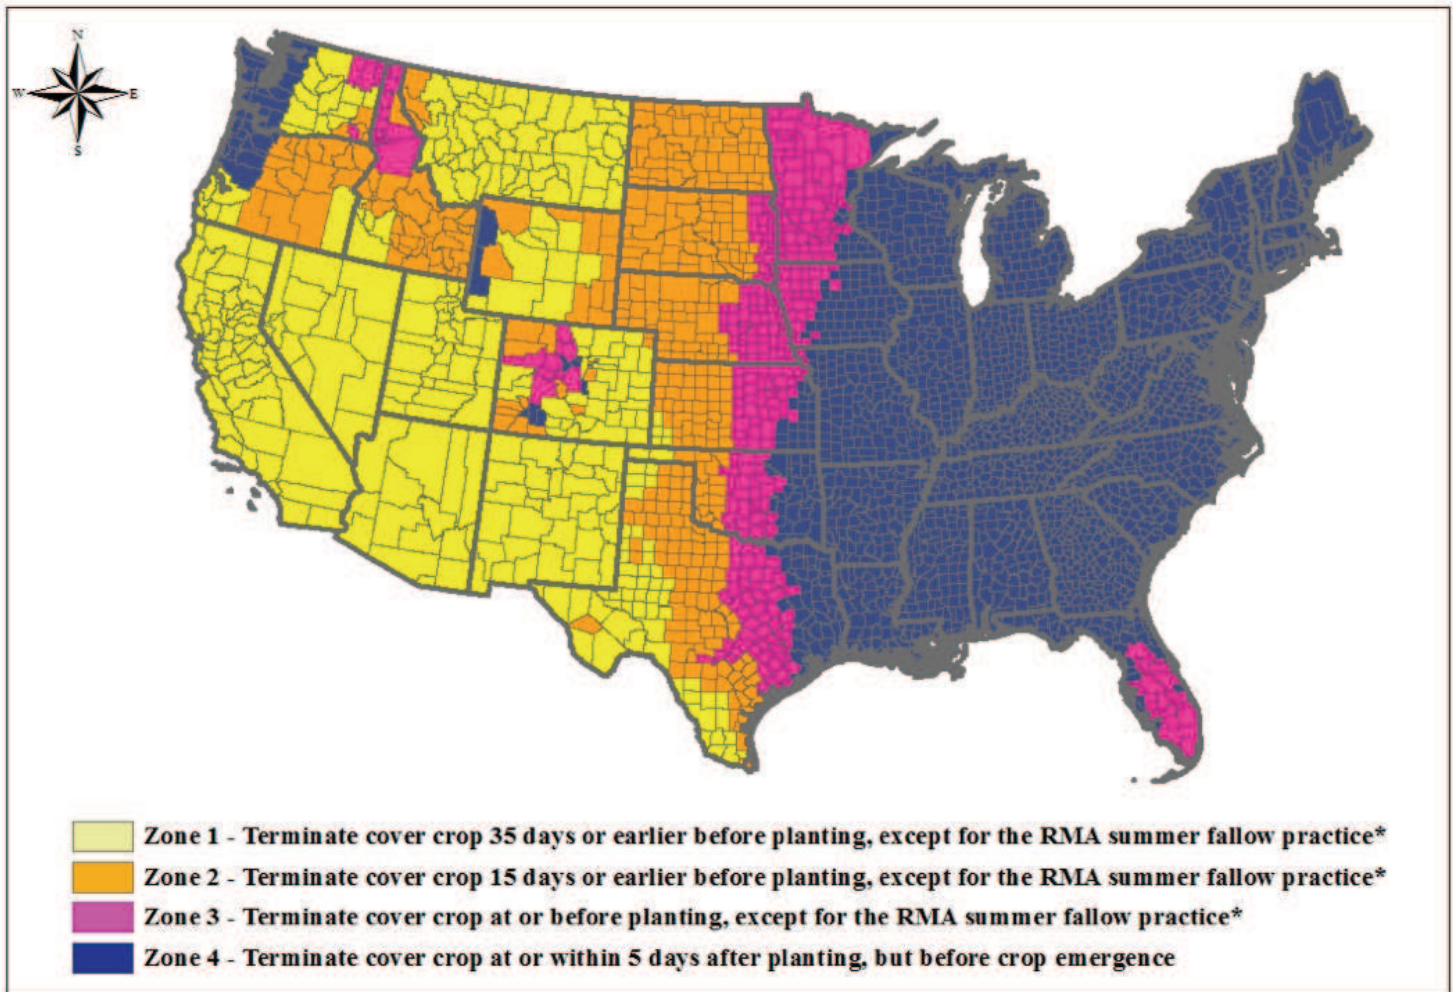 N
W E
S
Zone 1 - Terminate cover crop 35 days or earlier before planting, except for the RMA summer fallow practice*
Zone 2 - Terminate cover crop 15 days or earlier before planting, except for the RMA summer fallow practice*
Zone 3 - Terminate cover crop at or before planting, except for the RMA summer fallow practice*
Zone 4 - Terminate cover crop at or within 5 days after planting, but before crop emergence